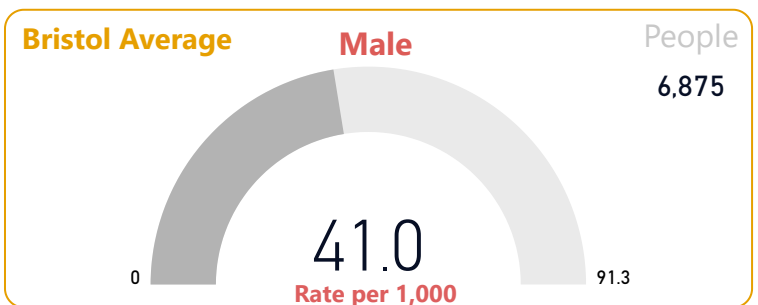 Bristol Average
Male
People
6,875
41.0
0
91.3
Rate per 1,000